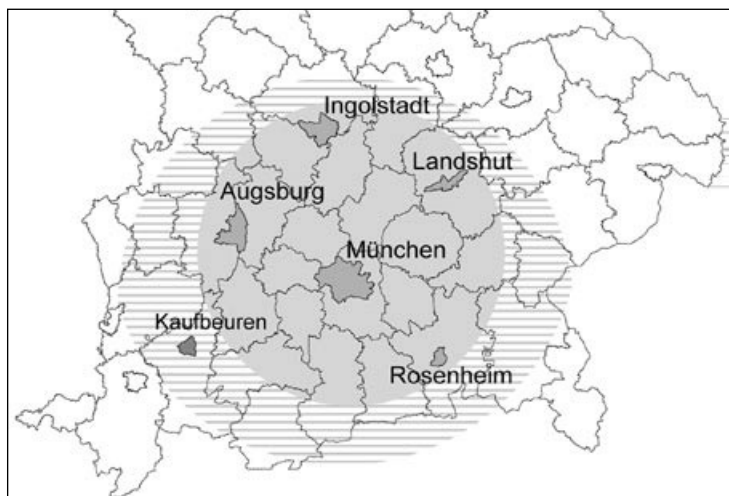 Ingolstadt
Landshut
Augsburg
München
Kaufbeuren
Rosenheim